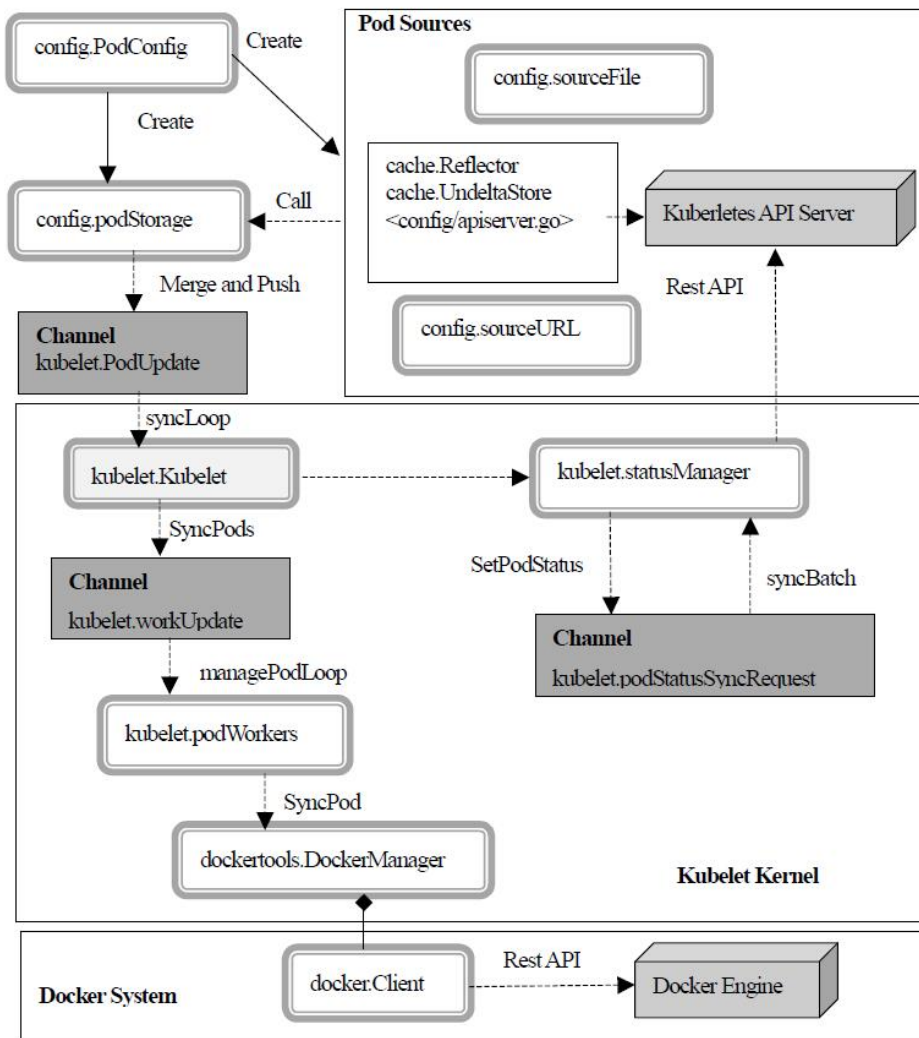 Pod Sources
config.PodConfig
Create
config.sourceFile
Create
cache.Reflector
cache.UndeltaStore
<config/apiserver.go>
Call
config.podStorage
Kuberletes API Server
Merge and Push
Rest API
Channel
kubelet.PodUpdate
config.sourceURL
syncLoop
kubelet.Kubelet
kubelet.statusManager
SyncPods
SetPodStatus
syncBatch
Channel
kubelet.workUpdate
Channel
kubelet.podStatusSyncRequest
managePodLoop
kubelet.podWorkers
SyncPod
dockertools.DockerManager
Kubelet Kernel
Rest API
docker.Client
Docker Engine
Docker System